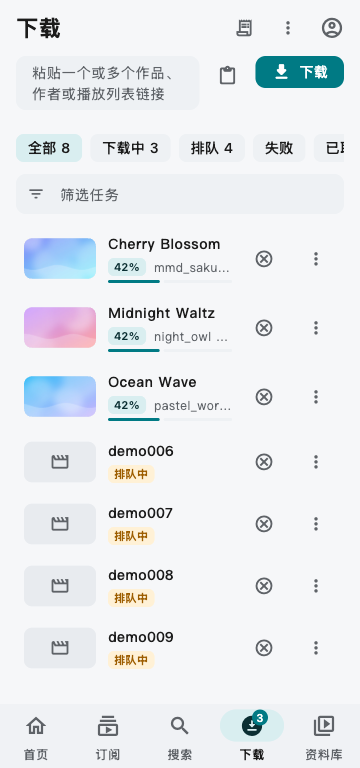 下载
粘贴一个或多个作品、
作者或播放列表链接
下载
全部 8
下载中 3
排队 4
失败
筛选任务
Cherry Blossom
42%
mmd_saku…
Midnight Waltz
42%
night_owl …
Ocean Wave
42%
pastel_wor…
demo006
排队中
demo007
排队中
demo008
排队中
demo009
排队中
3
首页
订阅
搜索
下载
资料库